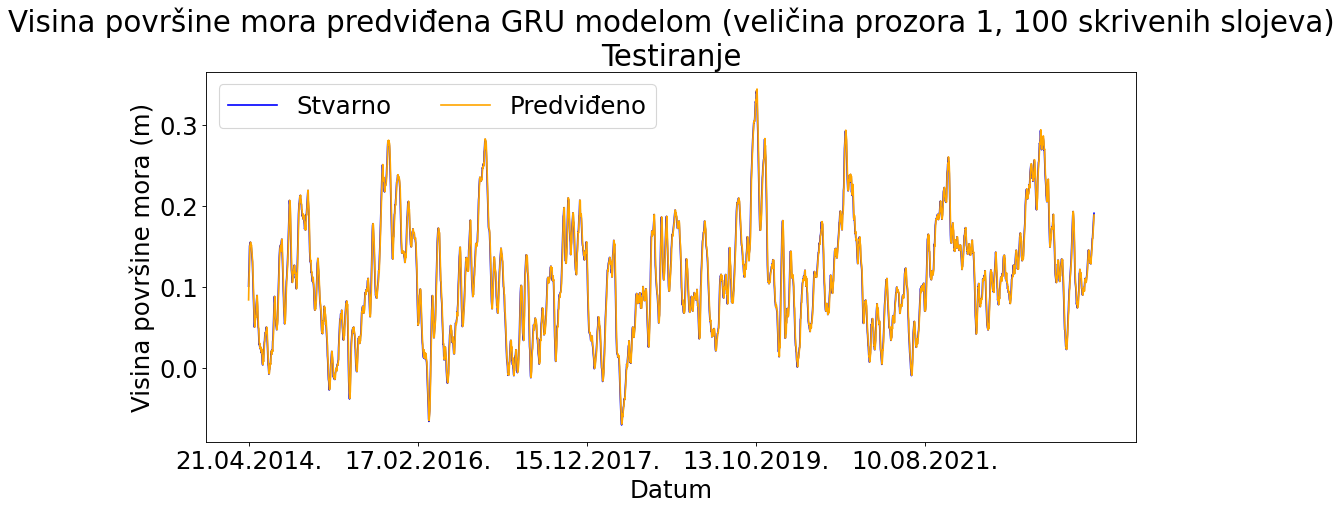 Visina površine mora predviđena GRU modelom (veličina prozora 1, 100 skrivenih slojeva)
Testiranje
Stvarno
Predviđeno
Visina površine mora (m)
0.3
0.2
0.1
0.0
21.04.2014.
17.02.2016.
15.12.2017.
13.10.2019.
10.08.2021.
Datum